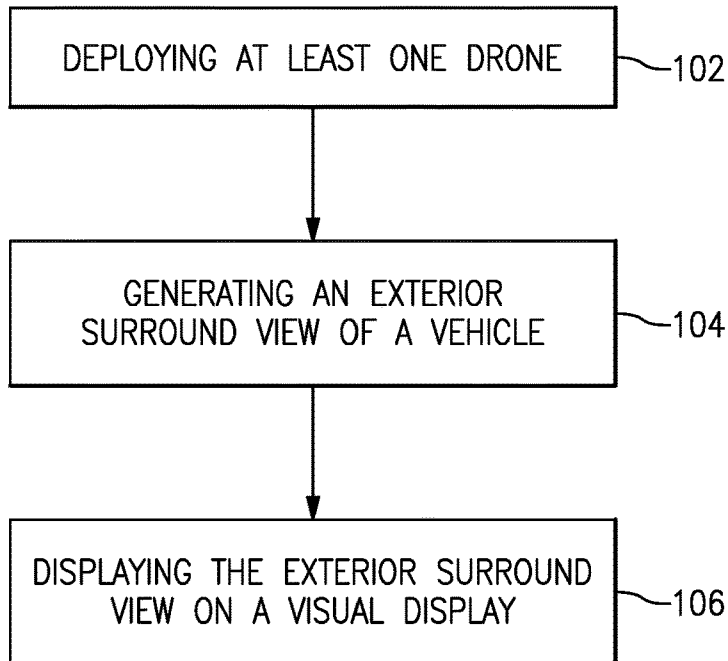 DEPLOYING AT LEAST ONE DRONE
102
GENERATING AN EXTERIOR
SURROUND VIEW OF A VEHICLE
104
DISPLAYING THE EXTERIOR SURROUND
VIEW ON A VISUAL DISPLAY
106